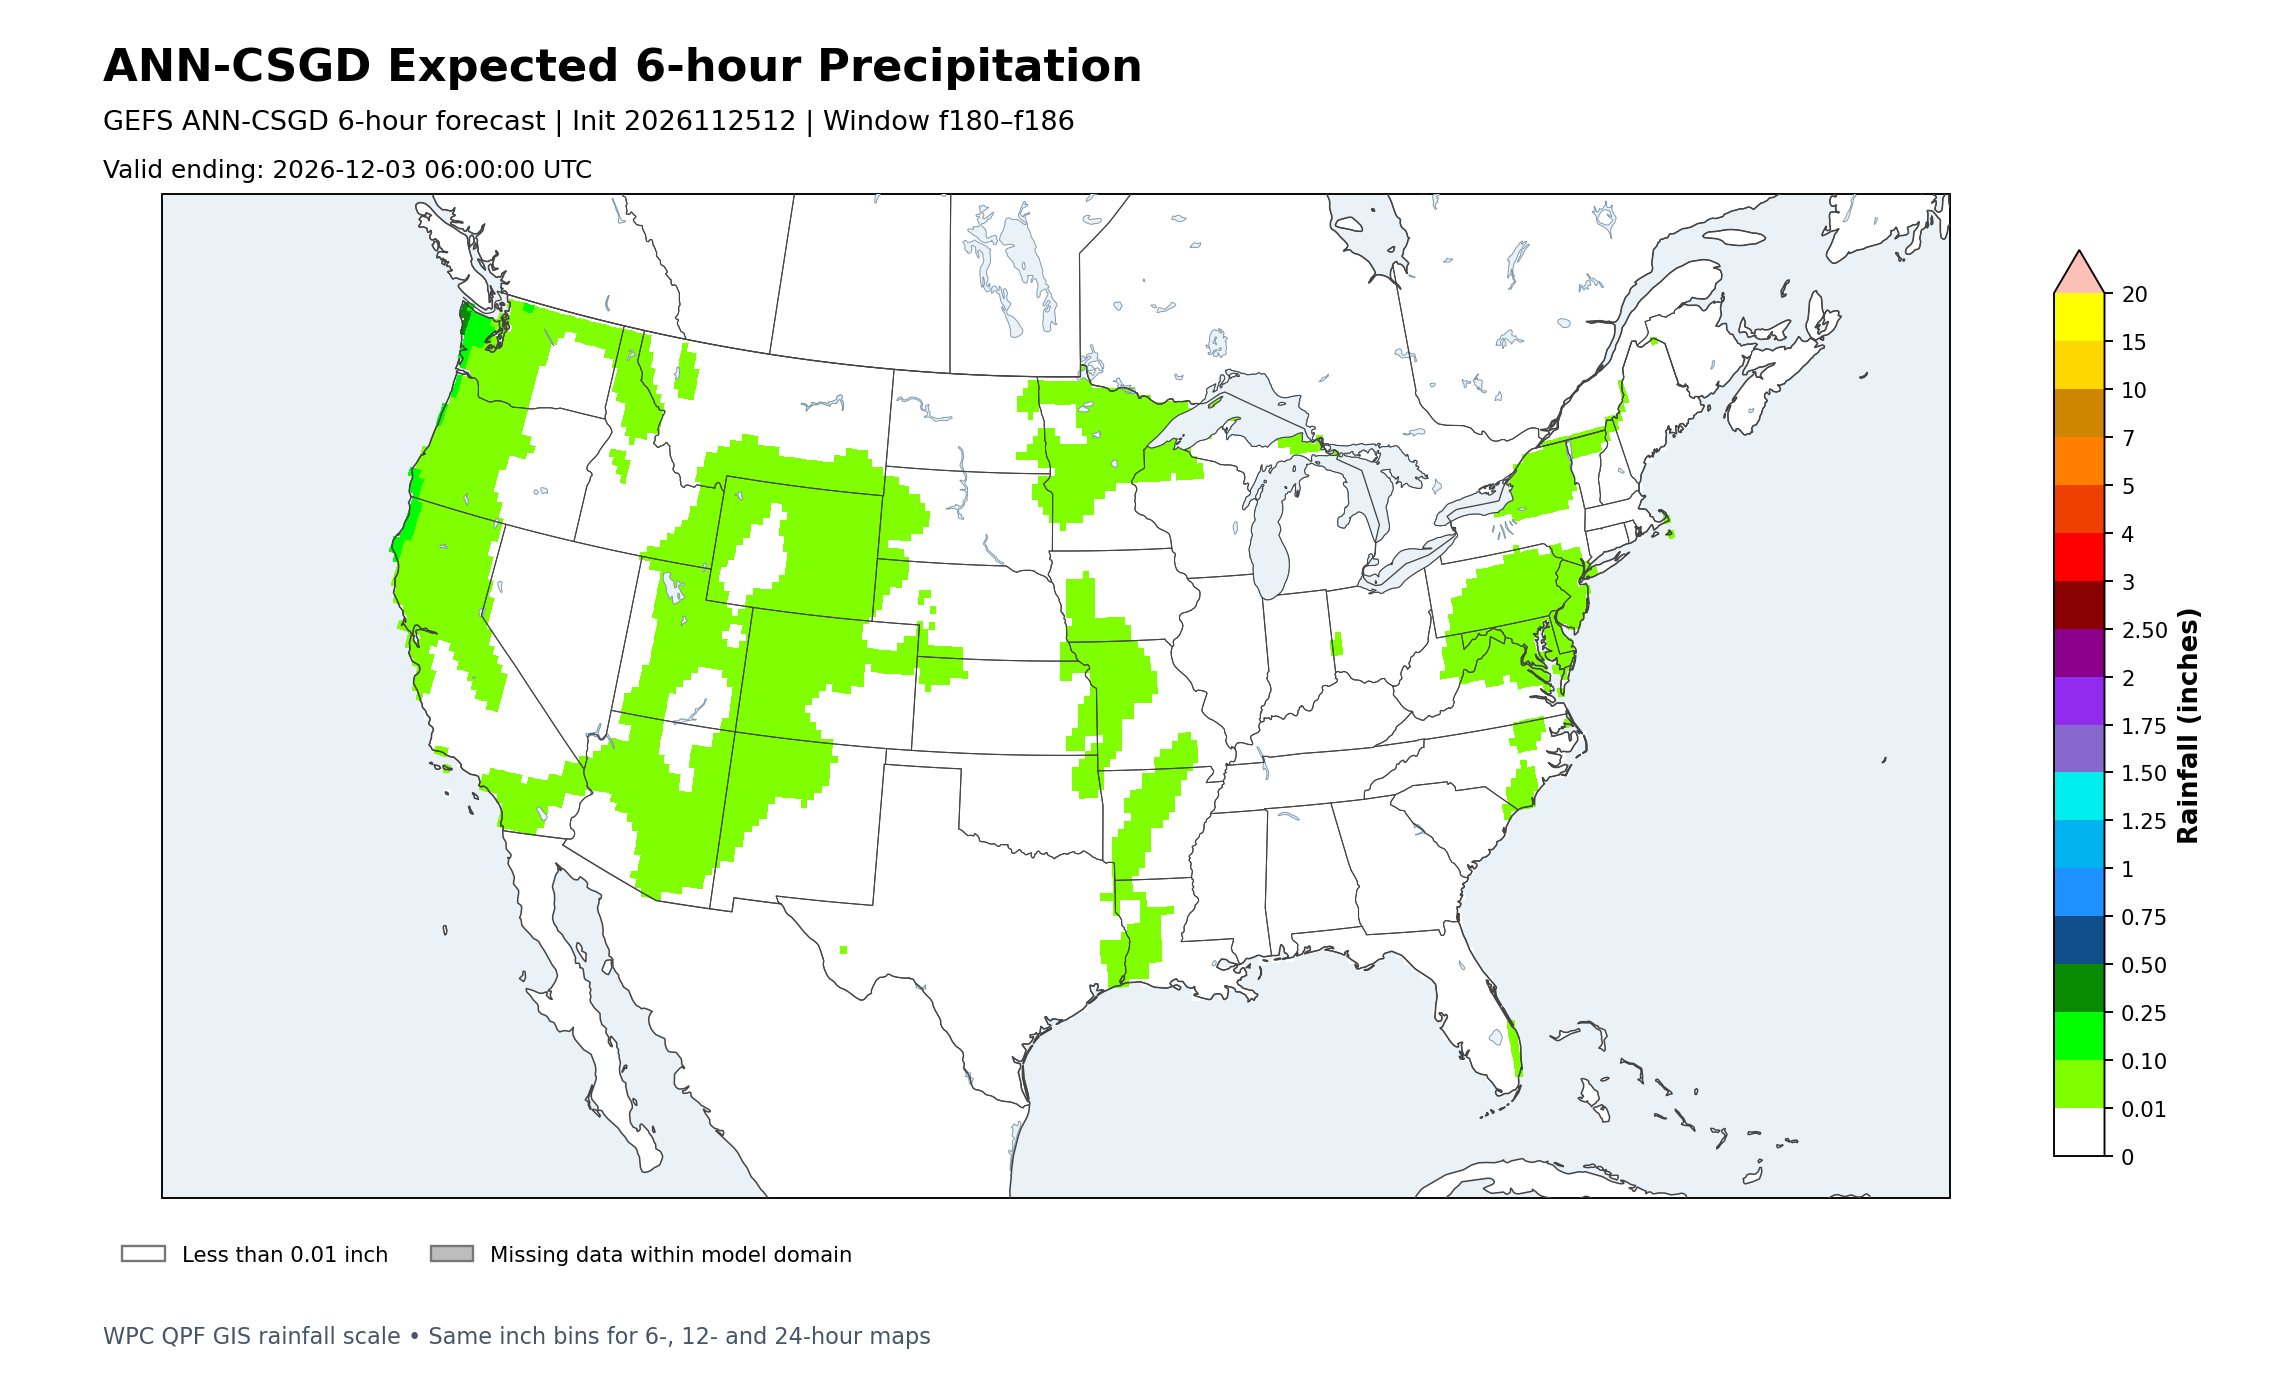 ANN-CSGD Expected 6-hour Precipitation
GEFS ANN-CSGD 6-hour forecast | Init 2026112512 | Window f180–f186
Valid ending: 2026-12-03 06:00:00 UTC
20
15
10
7
5
4
3
2.50
2
1.75
1.50
1.25
1
0.75
0.50
0.25
0.10
0.01
0
Rainfall (inches)
Less than 0.01 inch
Missing data within model domain
WPC QPF GIS rainfall scale • Same inch bins for 6-, 12- and 24-hour maps